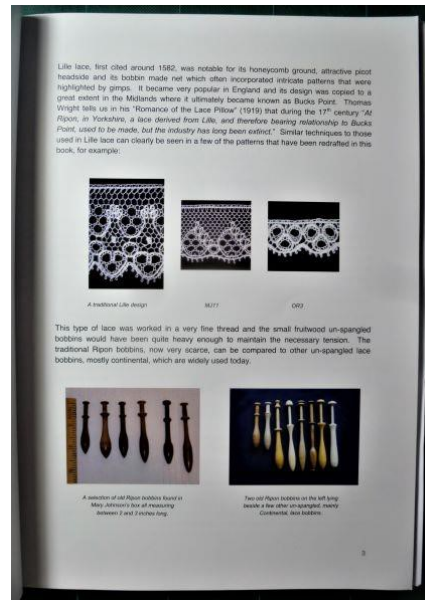 Lille lace, first cited around 1582, was notable for its honeycomb ground, attractive picot
headside and its bobbin made net which often incorporated intricate patterns that were
highlighted by gimps. It became very popular in England and its design was copied to a
great extent in the Midlands where it ultimately became known as Bucks Point. Thomas
Wright tells us in his "Romance of the Lace Pillow" (1919) that during the 17th century "At
Ripon, in Yorkshire, a lace derived from Lille, and therefore bearing relationship to Bucks
Point, used to be made, but the industry has long been extinct." Similar techniques to those
used in Lille lace can clearly be seen in a few of the patterns that have been redrafted in this
book, for example:
A traditional Lille design
This type of lace was worked in a very fine thread and the small fruitwood un-spangled
bobbins would have been quite heavy enough to maintain the necessary tension. The
traditional Ripon bobbins, now very scarce, can be compared to other un-spangled lace
bobbins, mostly continental, which are widely used today.
A selection of old Ripon bobbins found in
Mary Johnson's box all measuring
between 2 and 3 inches long.
Two old Ripon bobbins on the left lying
beside a few other un-spangled, mainly
Continental, lace bobbins.
3